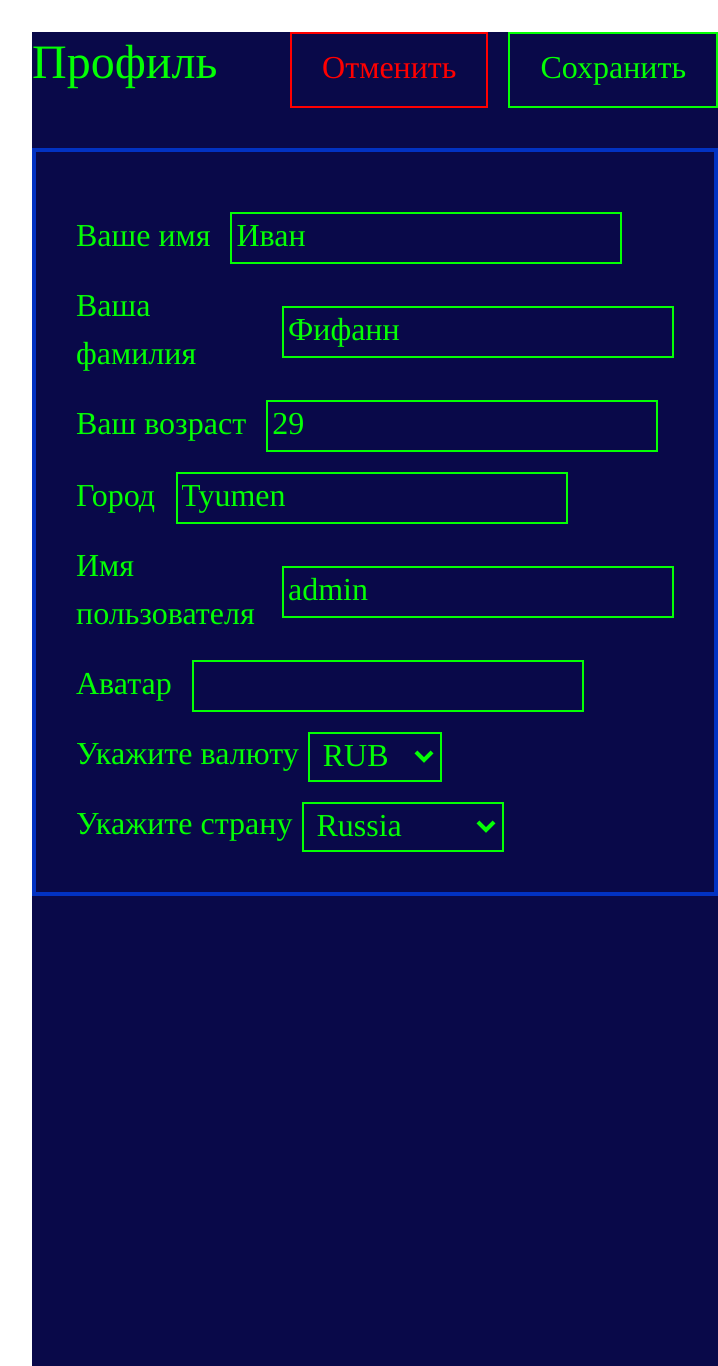 Профиль Отменить Сохранить
Ваше имя Иван
Ваша
фамилия Фифанн
Ваш возраст 29
Город Tyumen
Имя
пользователя admin
Аватар
Укажите валюту RUB
Укажите страну Russia